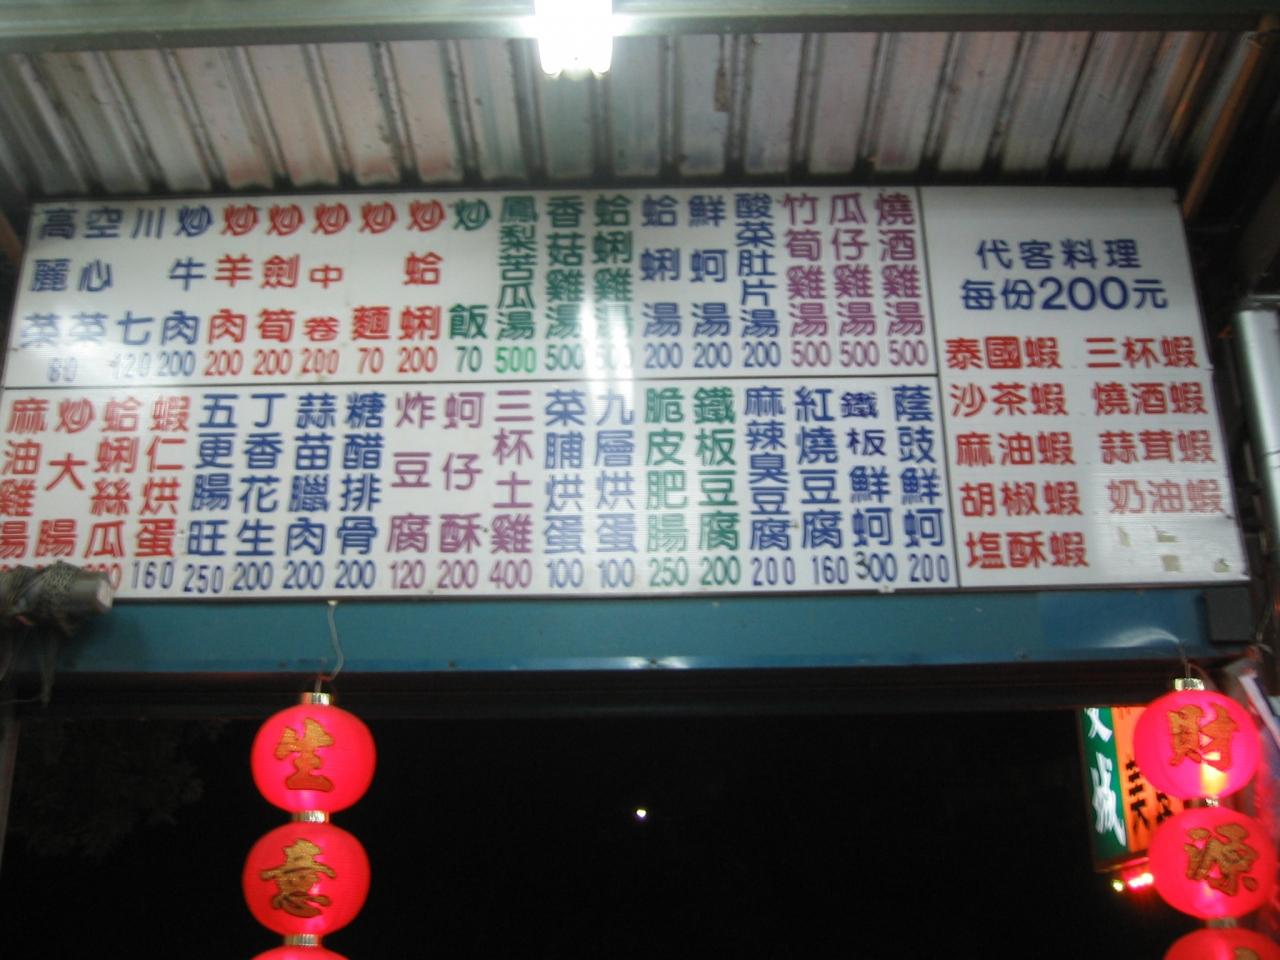 高麗菜 80
空心菜
川七 120
炒牛肉 200
炒羊肉 200
炒劍筍 200
炒中卷 200
炒麵 70
炒蛤蜊 200
炒飯 70
鳳梨苦瓜湯 500
香菇雞湯 500
蛤蜊雞湯 500
蛤蜊湯 200
鮮蚵湯 200
酸菜肚片湯 200
竹筍雞湯 500
瓜仔雞湯 500
燒酒雞湯 500
麻油雞湯
炒大腸
蛤蜊絲瓜
蝦仁烘蛋 160
五更腸旺 250
丁香花生 200
蒜苗臘肉 200
糖醋排骨 200
炸豆腐 120
蚵仔酥 200
三杯土雞 400
菜脯烘蛋 100
九層烘蛋 100
脆皮肥腸 250
鐵板豆腐 200
麻辣臭豆腐 200
紅燒豆腐 160
鐵板鮮蚵 300
蔭豉鮮蚵 200
代客料理
每份200元
泰國蝦 三杯蝦
沙茶蝦 燒酒蝦
麻油蝦 蒜茸蝦
胡椒蝦 奶油蝦
塩酥蝦
生意
財源
城